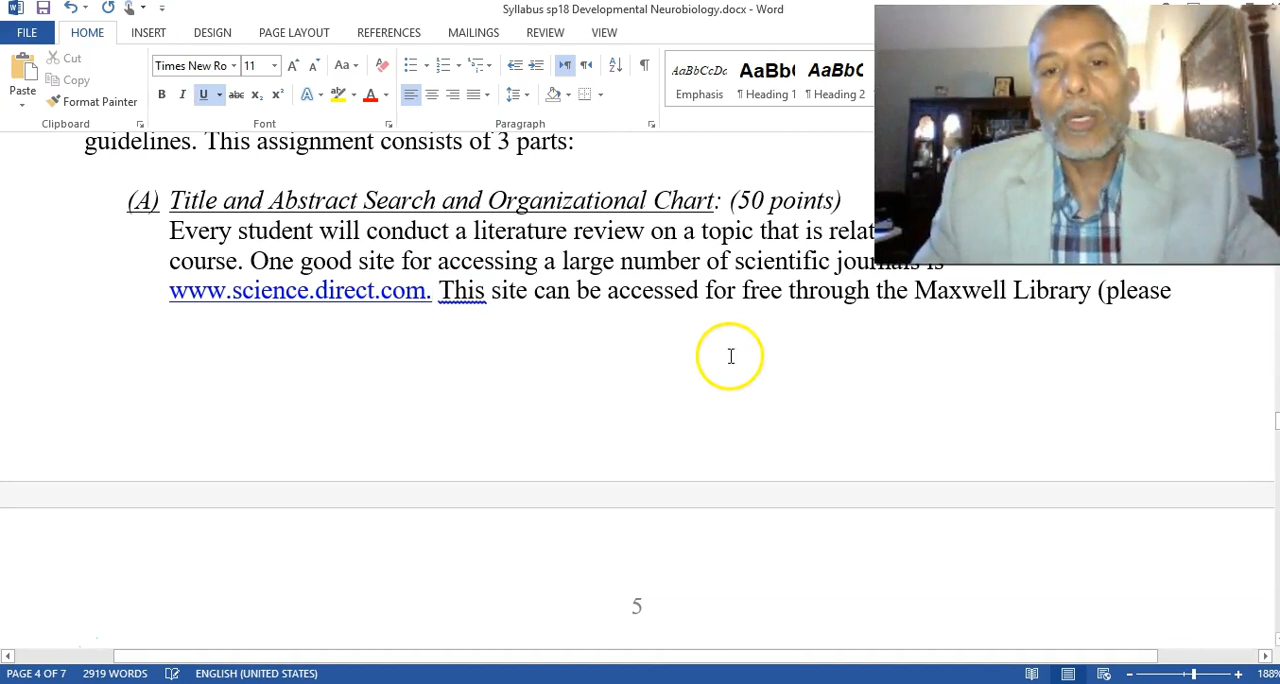 Syllabus sp18 Developmental Neurobiology.docx - Word
FILE HOME INSERT DESIGN PAGE LAYOUT REFERENCES MAILINGS REVIEW VIEW
Paste
Cut
Copy
Format Painter
Clipboard
Times New Ro 11
Font
Paragraph
AaBbCcDc AaBb( AaBbC
Emphasis ¶ Heading 1 ¶ Heading 2
guidelines. This assignment consists of 3 parts:
(A) Title and Abstract Search and Organizational Chart: (50 points)
Every student will conduct a literature review on a topic that is relat
course. One good site for accessing a large number of scientific journals is
www.science.direct.com. This site can be accessed for free through the Maxwell Library (please
5
PAGE 4 OF 7 2919 WORDS ENGLISH (UNITED STATES) 188%